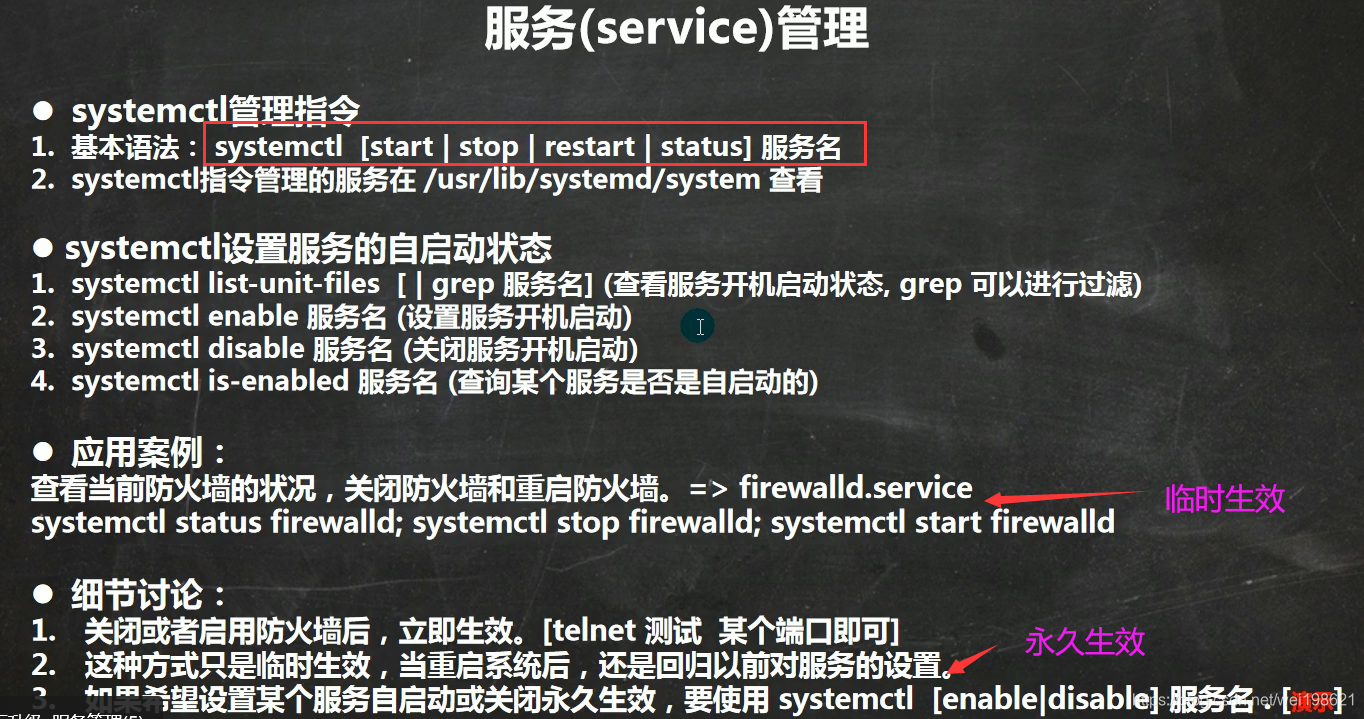 服务(service)管理
● systemctl管理指令
1. 基本语法：systemctl [start | stop | restart | status] 服务名
2. systemctl指令管理的服务在 /usr/lib/systemd/system 查看
● systemctl设置服务的自启动状态
1. systemctl list-unit-files [ | grep 服务名] (查看服务开机启动状态, grep 可以进行过滤)
2. systemctl enable 服务名 (设置服务开机启动)
3. systemctl disable 服务名 (关闭服务开机启动)
4. systemctl is-enabled 服务名 (查询某个服务是否是自启动的)
● 应用案例：
查看当前防火墙的状况，关闭防火墙和重启防火墙。=> firewalld.service
临时生效
systemctl status firewalld; systemctl stop firewalld; systemctl start firewalld
● 细节讨论：
1. 关闭或者启用防火墙后，立即生效。[telnet 测试 某个端口即可]
永久生效
2. 这种方式只是临时生效，当重启系统后，还是回归以前对服务的设置。
3. 如果希望设置某个服务自启动或关闭永久生效，要使用 systemctl [enable|disable] 服务名 . [演示]